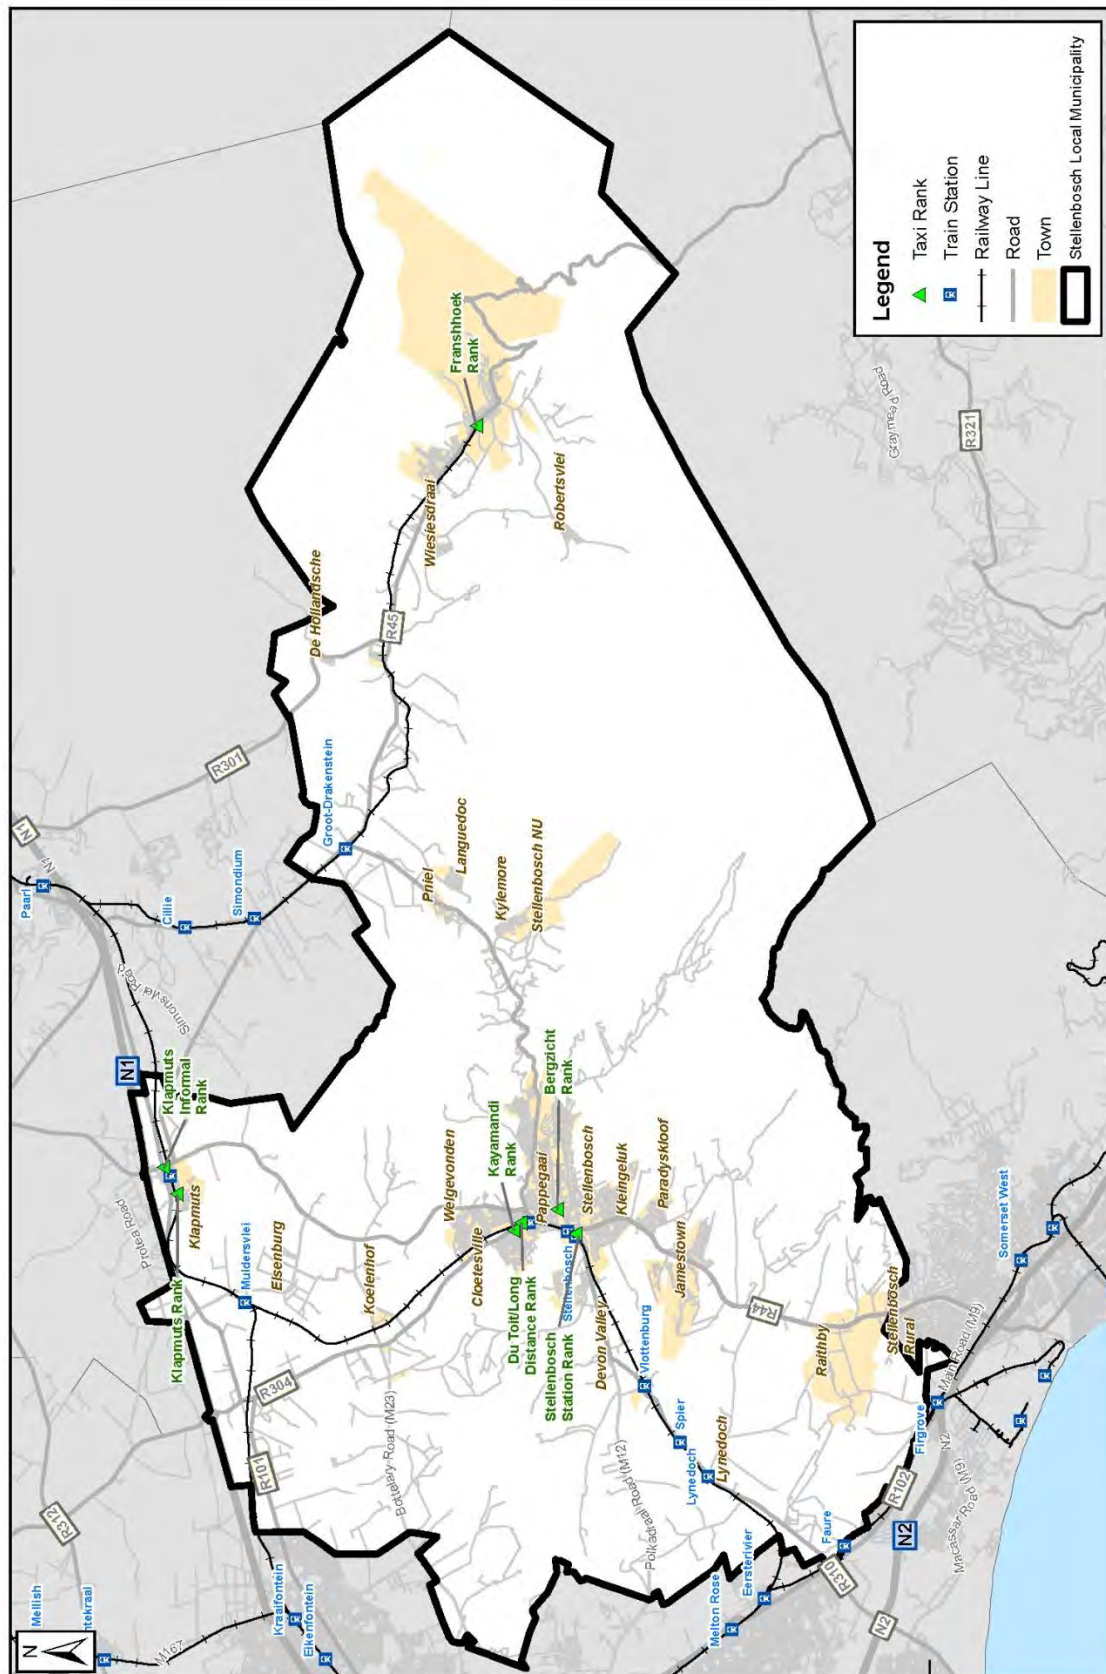 N
Mellish
ntekraal
M167
Kraaifontein
Eikenfontein
R312
R101
R304
Bottelary Road (M23)
Polkadraai Road (M12)
Melton Rose
Eersterivier
Faure
R310
N2
R102
N2
Macassar Road (M9)
N2
Main Road (M9)
Firgrove
Somerset West
Stellenbosch
Rural
Raithby
R44
Lynedoch
Lynedoch
Spier
Vlottenburg
Devon Valley
Jamestown
Paradyskloof
Kleingeluk
Stellenbosch
Stellenbosch
Stellenbosch
Station Rank
Du Toit/Long
Distance Rank
Kayamandi
Rank
Pappegaai
Bergzicht
Rank
Cloetesville
Welgevonden
Koelenhof
Elsenburg
Muldersvlei
Klapmuts Rank
Klapmuts
Protea Road
Klapmuts
Informal
Rank
N1
Simonsvlei Road
Paarl
N1
N1
Cillie
Simondium
R301
Groot-Drakenstein
Pniel
Languedoc
Kylemore
Stellenbosch NU
De Hollandsche
R45
Wiesiesdraai
Robertsvlei
Franshhoek
Rank
R321
Legend
Taxi Rank
Train Station
Railway Line
Road
Town
Stellenbosch Local Municipality